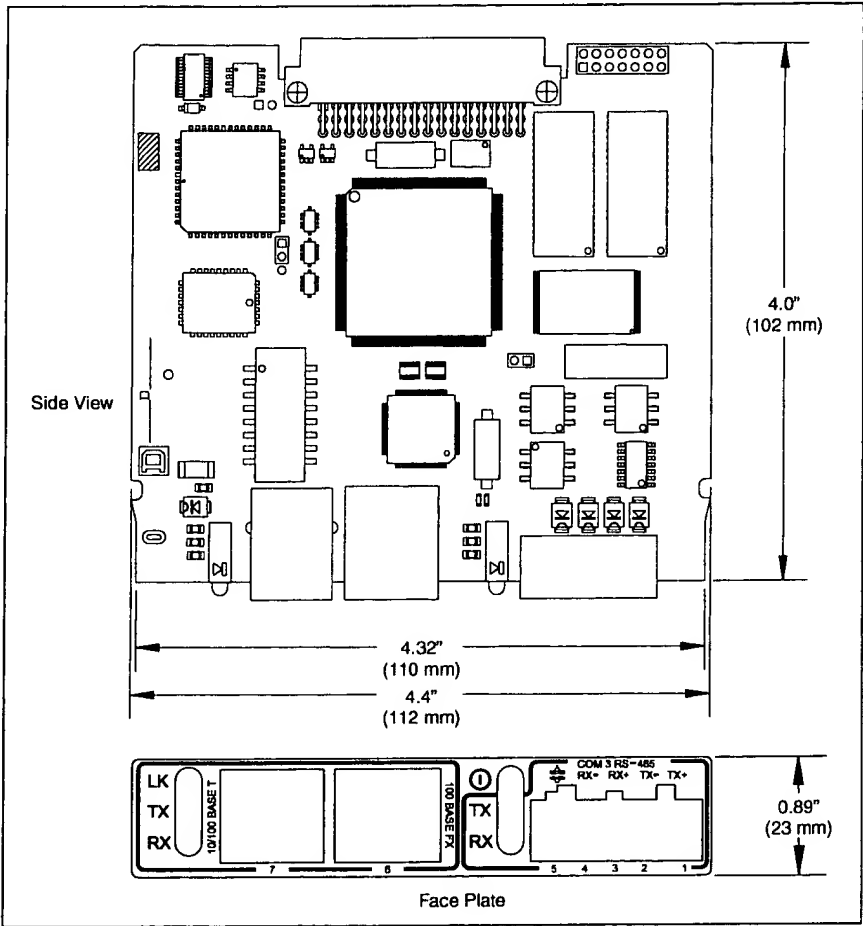 4.0"
(102 mm)
Side View
4.32"
(110 mm)
4.4"
(112 mm)
LK
TX
RX
10/100 BASE T
7
100 BASE FX
6
TX
RX
COM 3 RS-485
RX- RX+ TX- TX+
5 4 3 2 1
0.89"
(23 mm)
Face Plate